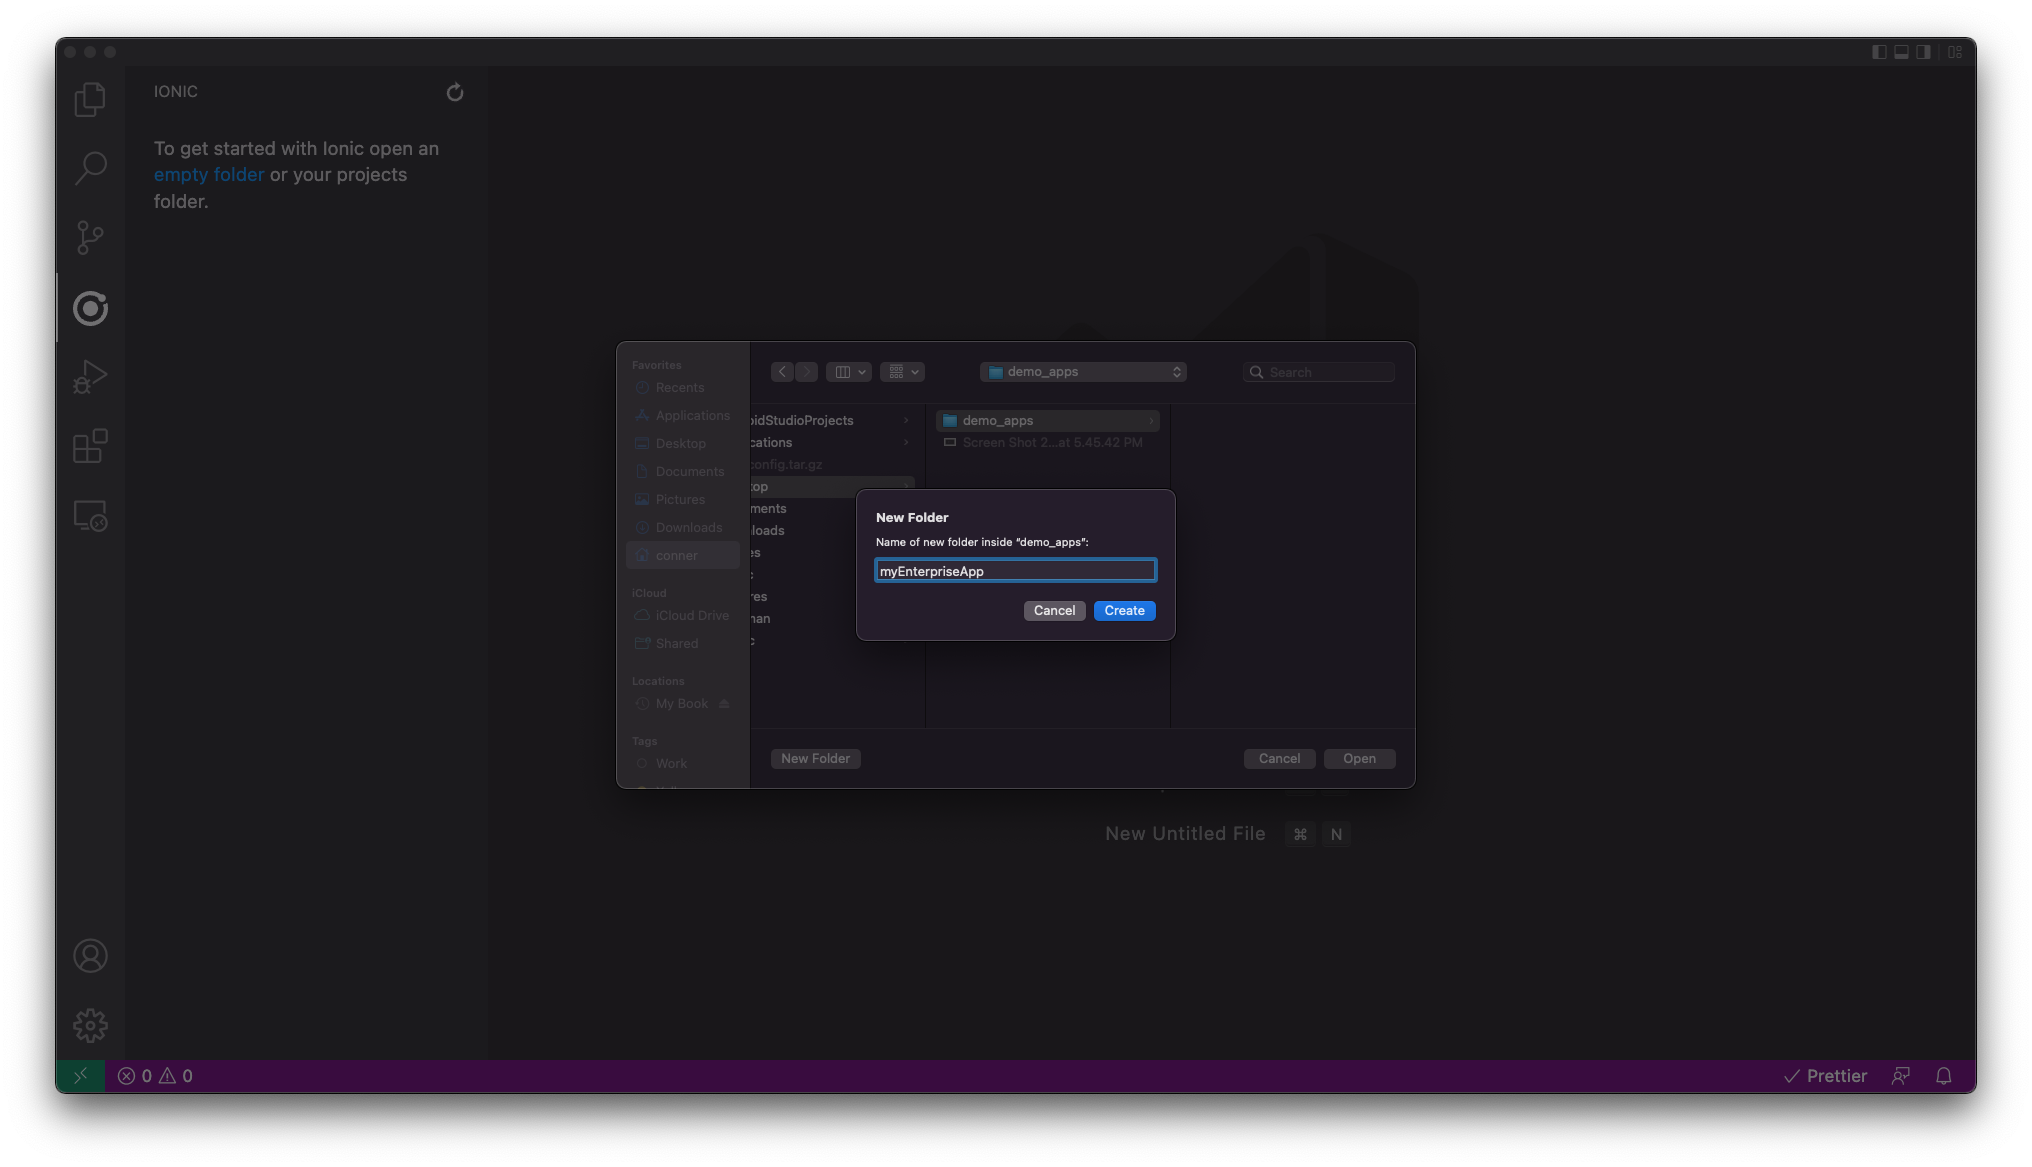 IONIC
To get started with Ionic open an
empty folder or your projects
folder.
Favorites
Recents
Applications
Desktop
Documents
Pictures
Downloads
conner
iCloud
iCloud Drive
Shared
Locations
My Book
Tags
Work
demo_apps
Search
oidStudioProjects
cations
config.tar.gz
top
ments
loads
es
c
res
nan
c
demo_apps
Screen Shot 2...at 5.45.42 PM
New Folder
Name of new folder inside “demo_apps”:
myEnterpriseApp
Cancel Create
New Folder
Cancel Open
New Untitled File ⌘ N
0 0
Prettier